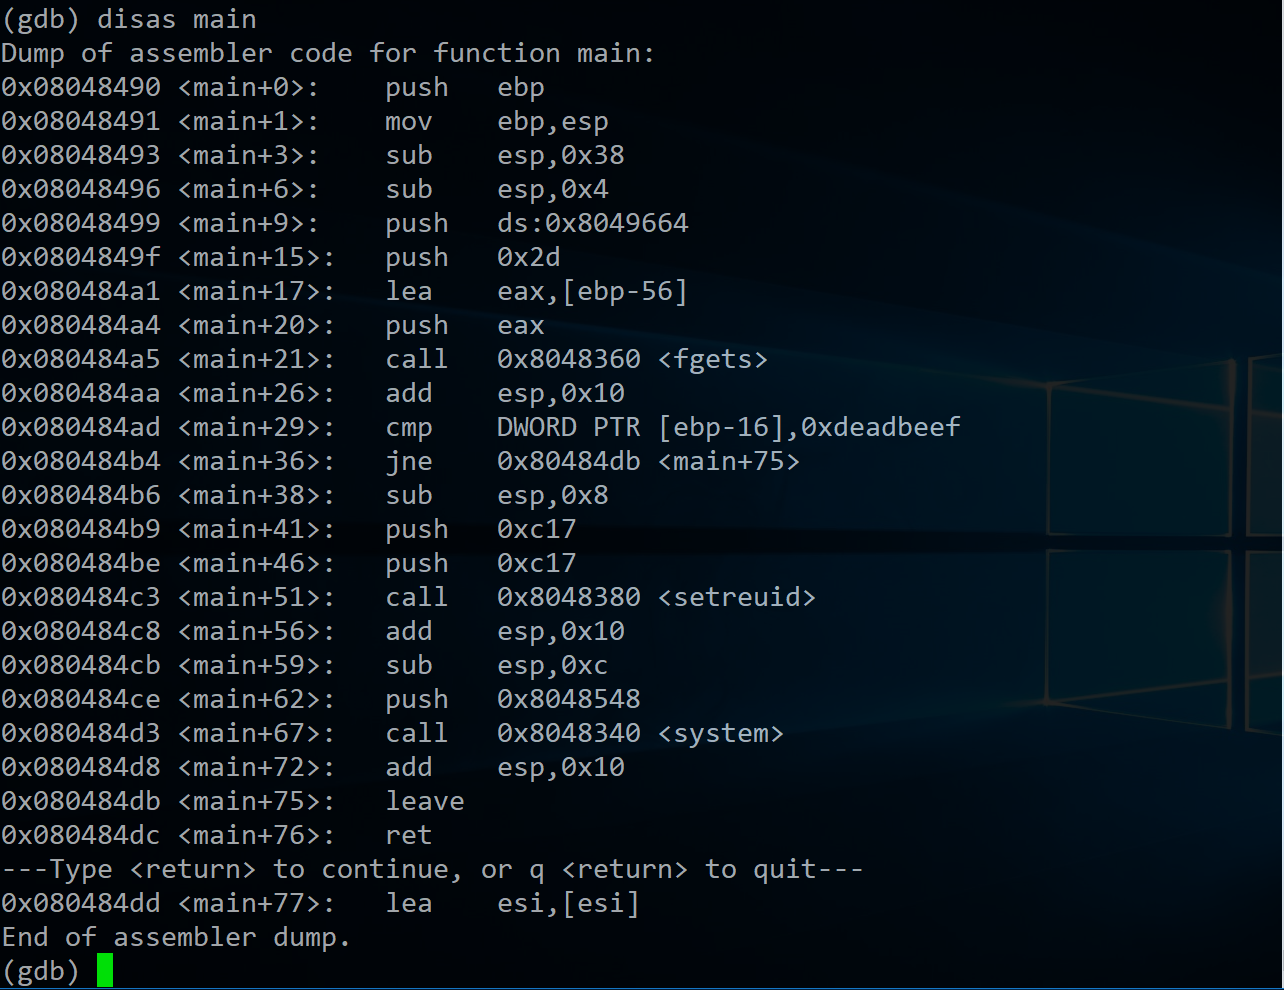 (gdb) disas main
Dump of assembler code for function main:
0x08048490 <main+0>:    push   ebp
0x08048491 <main+1>:    mov    ebp,esp
0x08048493 <main+3>:    sub    esp,0x38
0x08048496 <main+6>:    sub    esp,0x4
0x08048499 <main+9>:    push   ds:0x8049664
0x0804849f <main+15>:   push   0x2d
0x080484a1 <main+17>:   lea    eax,[ebp-56]
0x080484a4 <main+20>:   push   eax
0x080484a5 <main+21>:   call   0x8048360 <fgets>
0x080484aa <main+26>:   add    esp,0x10
0x080484ad <main+29>:   cmp    DWORD PTR [ebp-16],0xdeadbeef
0x080484b4 <main+36>:   jne    0x80484db <main+75>
0x080484b6 <main+38>:   sub    esp,0x8
0x080484b9 <main+41>:   push   0xc17
0x080484be <main+46>:   push   0xc17
0x080484c3 <main+51>:   call   0x8048380 <setreuid>
0x080484c8 <main+56>:   add    esp,0x10
0x080484cb <main+59>:   sub    esp,0xc
0x080484ce <main+62>:   push   0x8048548
0x080484d3 <main+67>:   call   0x8048340 <system>
0x080484d8 <main+72>:   add    esp,0x10
0x080484db <main+75>:   leave
0x080484dc <main+76>:   ret
---Type <return> to continue, or q <return> to quit---
0x080484dd <main+77>:   lea    esi,[esi]
End of assembler dump.
(gdb)